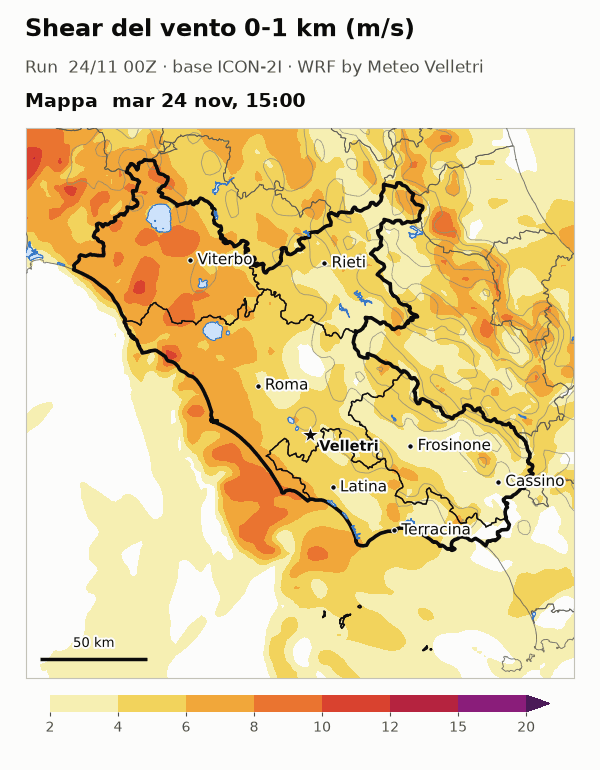 Shear del vento 0-1 km (m/s)
Run  24/11 00Z · base ICON-2I · WRF by Meteo Velletri
Mappa  mar 24 nov, 15:00
Viterbo
Rieti
Roma
Velletri
Frosinone
Latina
Cassino
Terracina
50 km
2 4 6 8 10 12 15 20